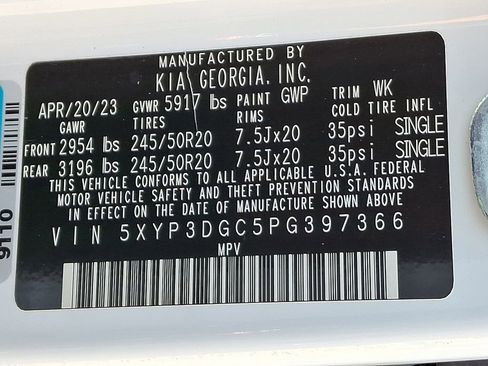 MANUFACTURED BY
KIA GEORGIA, INC.
APR/20/23 GVWR 5917 lbs PAINT GWP TRIM WK
GAWR TIRES RIMS COLD TIRE INFL
FRONT 2954 lbs 245/50R20 7.5Jx20 35psi SINGLE
REAR 3196 lbs 245/50R20 7.5Jx20 35psi SINGLE
THIS VEHICLE CONFORMS TO ALL APPLICABLE U.S.A. FEDERAL
MOTOR VEHICLE SAFETY AND THEFT PREVENTION STANDARDS
IN EFFECT ON THE DATE OF MANUFACTURE SHOWN ABOVE.
VIN 5XYP3DGC5PG397366
MPV
9110